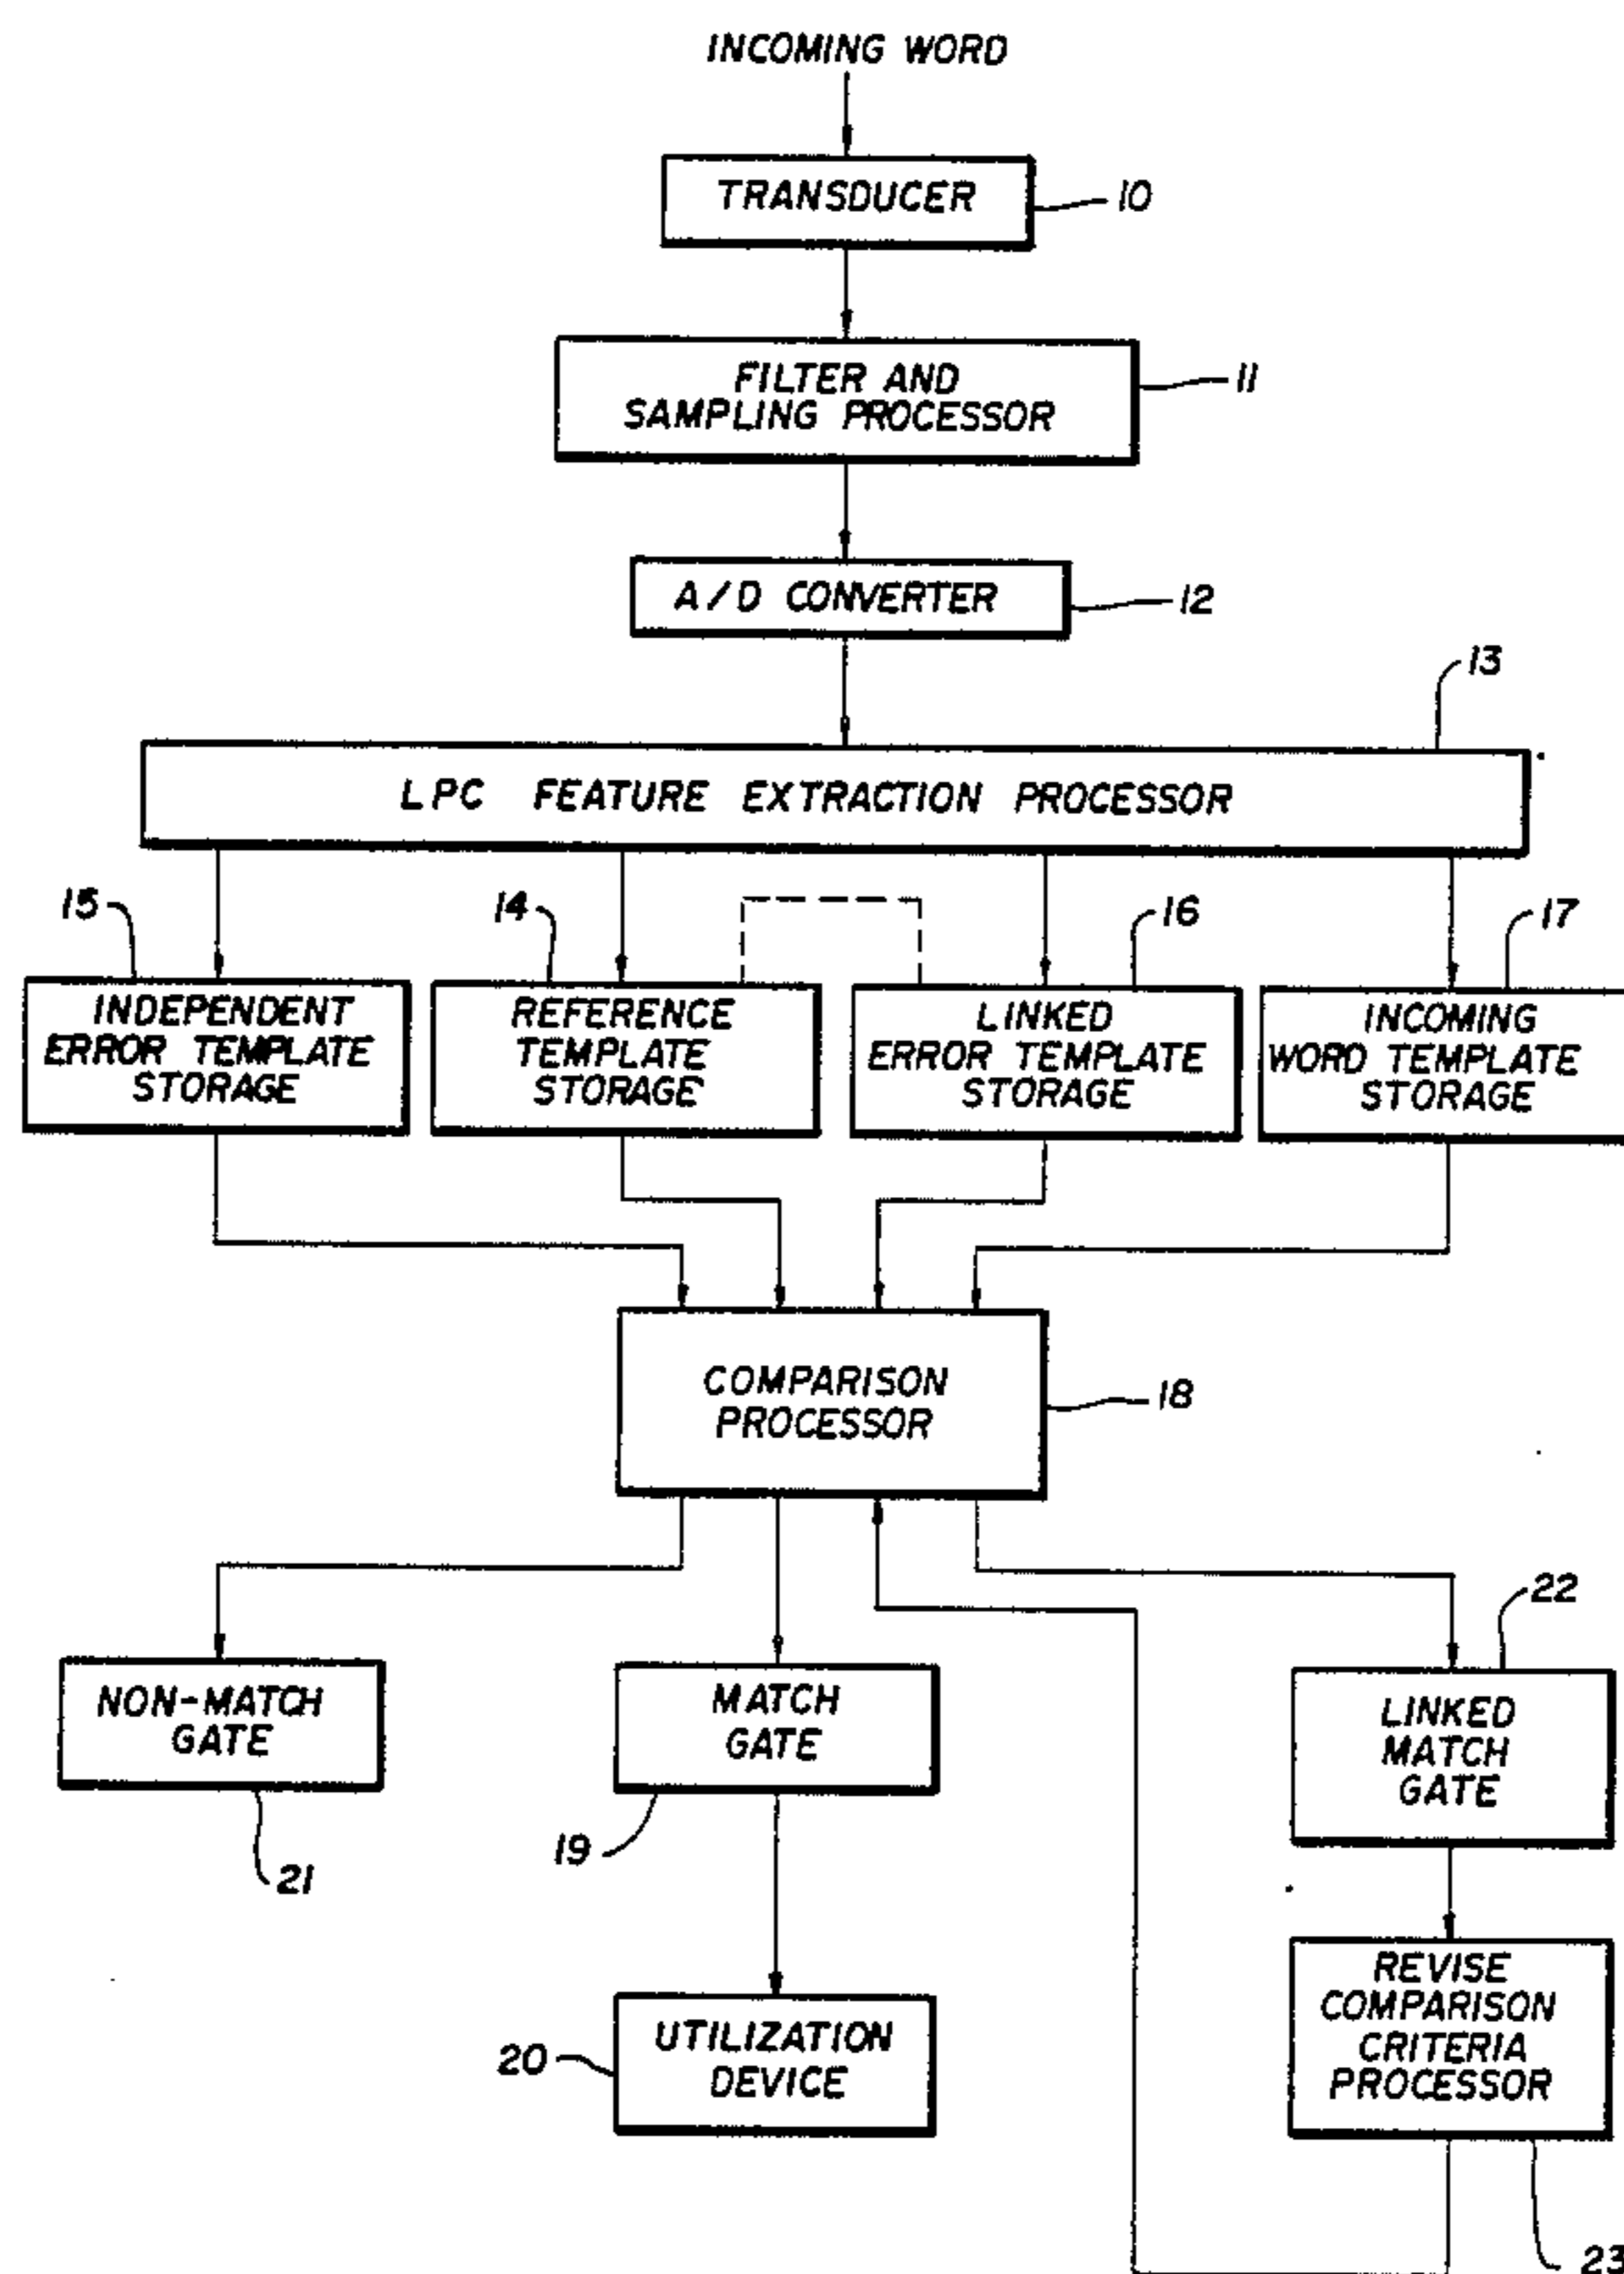 INCOMING WORD
TRANSDUCER
10
FILTER AND
SAMPLING PROCESSOR
11
A/D CONVERTER
12
13
LPC FEATURE EXTRACTION PROCESSOR
15
14
16
17
INDEPENDENT
ERROR TEMPLATE
STORAGE
REFERENCE
TEMPLATE
STORAGE
LINKED
ERROR TEMPLATE
STORAGE
INCOMING
WORD TEMPLATE
STORAGE
COMPARISON
PROCESSOR
18
22
NON-MATCH
GATE
21
MATCH
GATE
19
LINKED
MATCH
GATE
UTILIZATION
DEVICE
20
REVISE
COMPARISON
CRITERIA
PROCESSOR
23